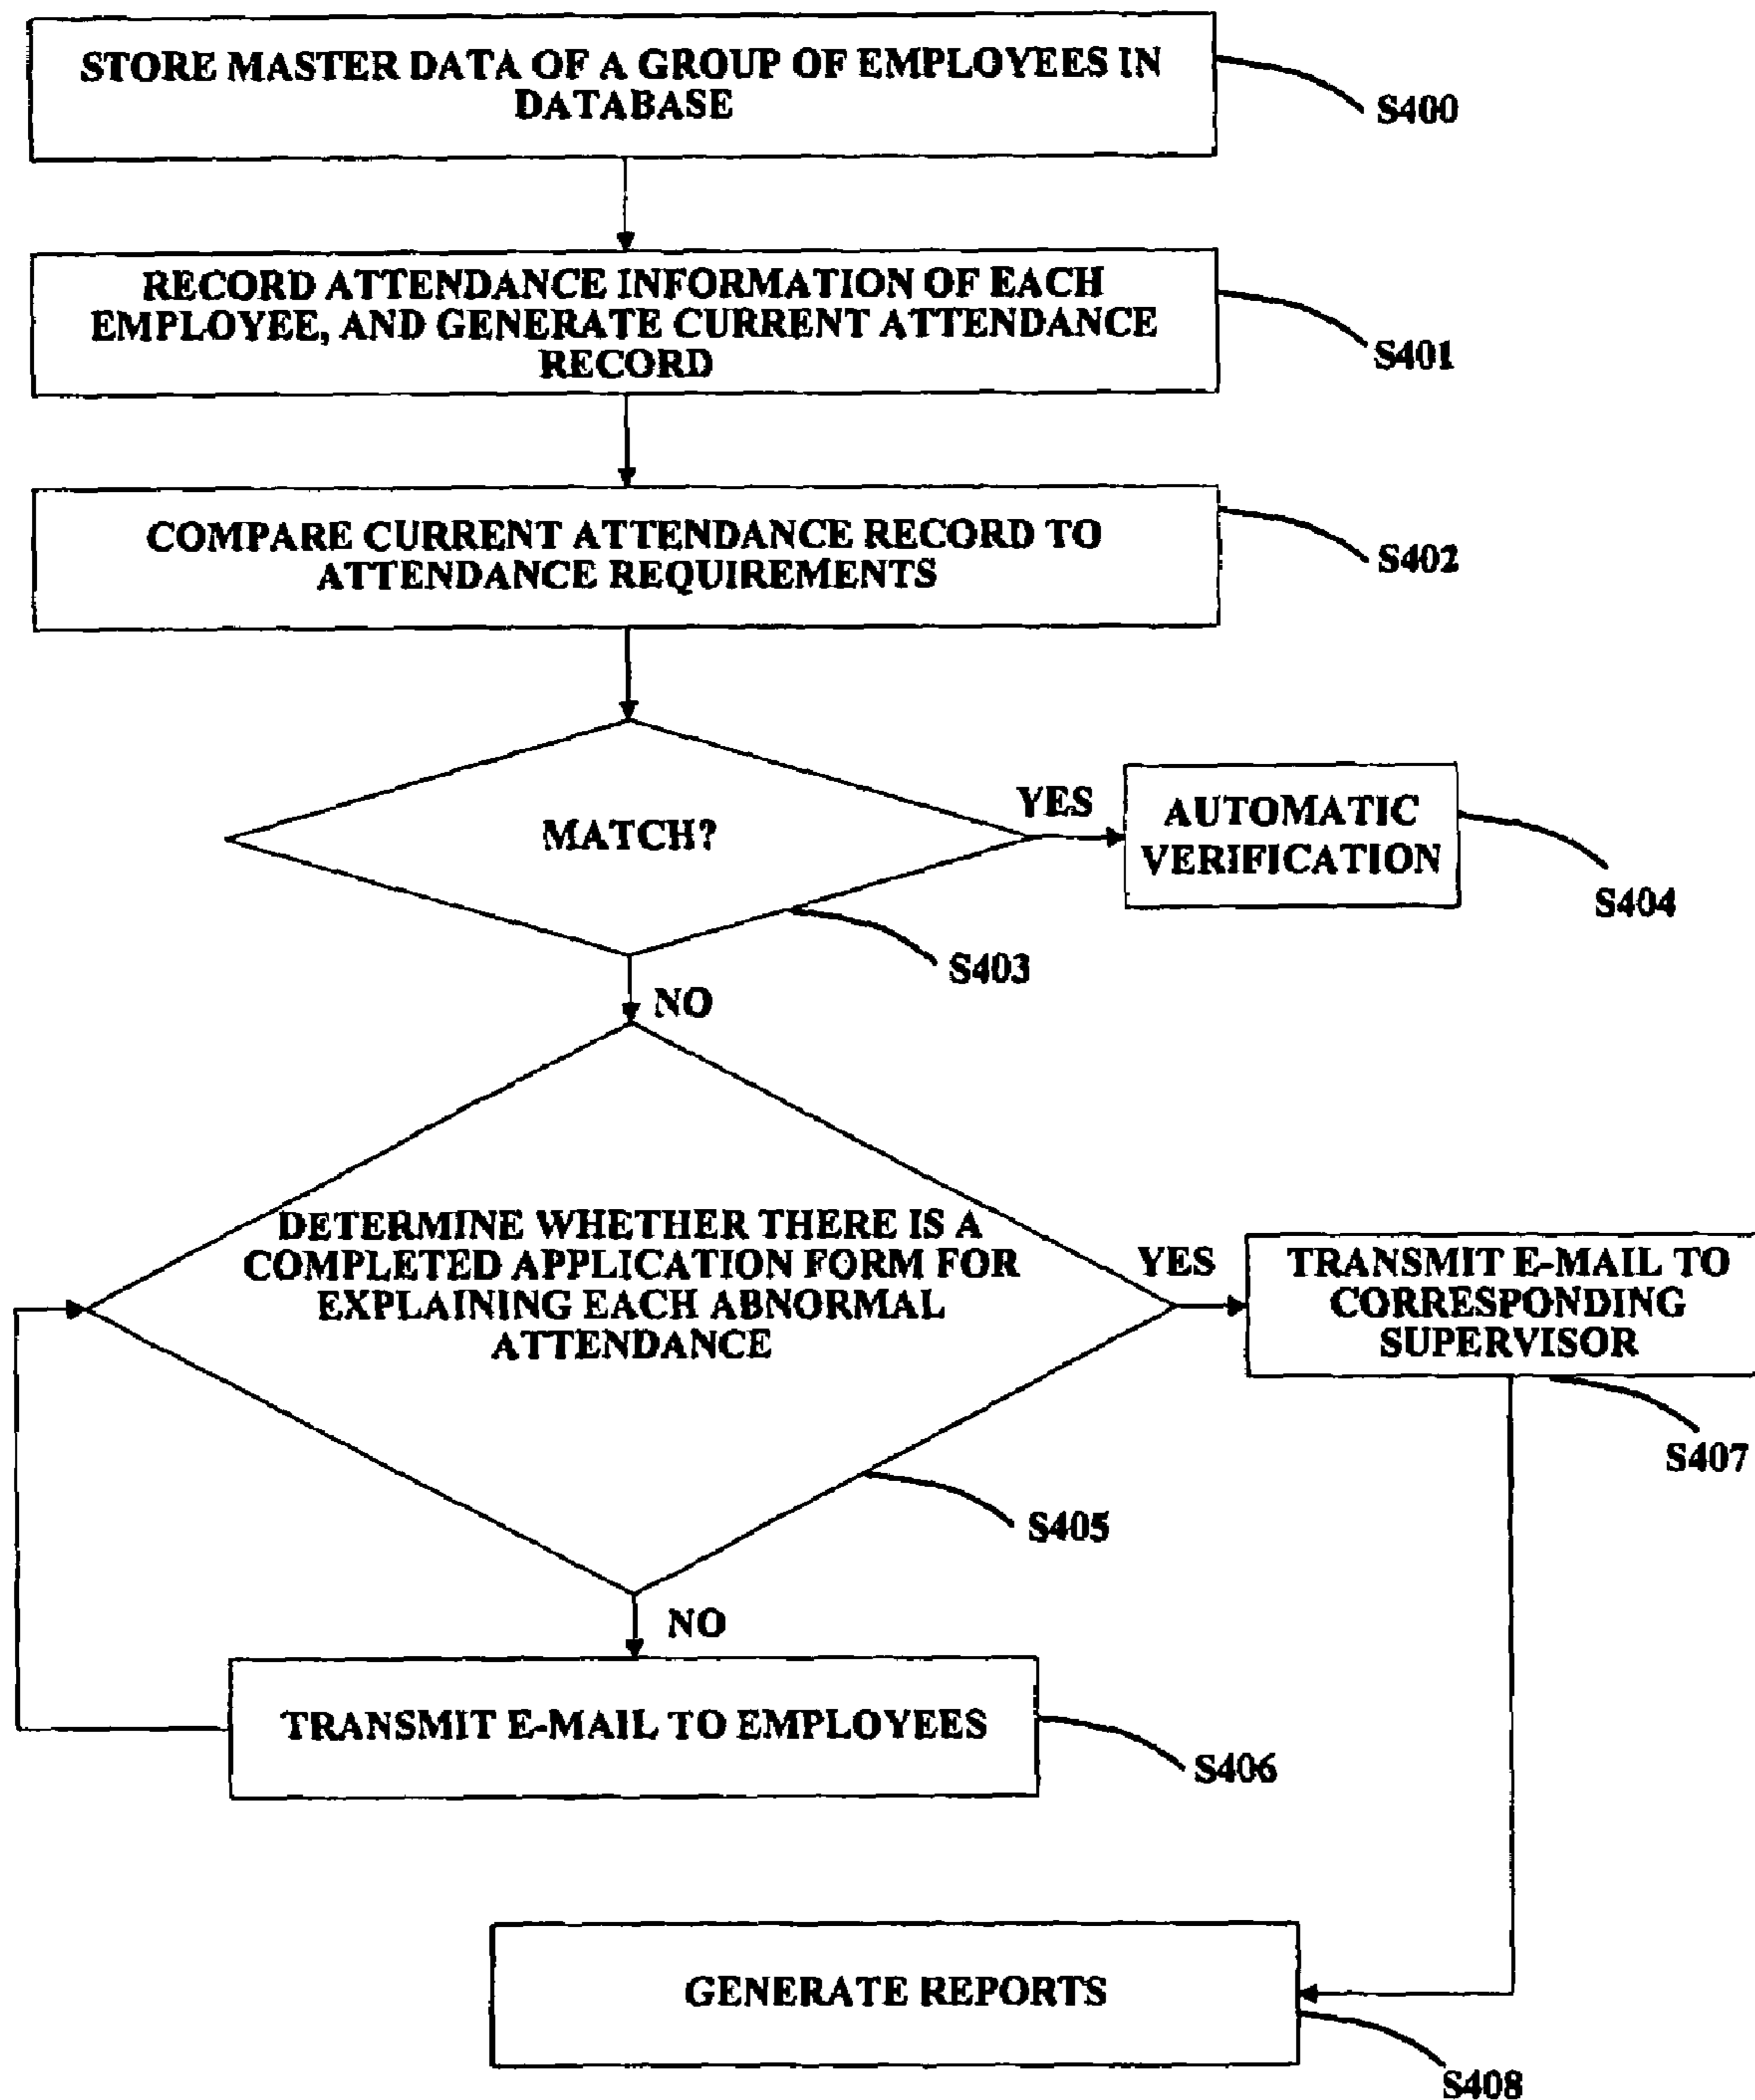 STORE MASTER DATA OF A GROUP OF EMPLOYEES IN
DATABASE
S400
RECORD ATTENDANCE INFORMATION OF EACH
EMPLOYEE, AND GENERATE CURRENT ATTENDANCE
RECORD
S401
COMPARE CURRENT ATTENDANCE RECORD TO
ATTENDANCE REQUIREMENTS
S402
MATCH?
YES
AUTOMATIC
VERIFICATION
S404
S403
NO
DETERMINE WHETHER THERE IS A
COMPLETED APPLICATION FORM FOR
EXPLAINING EACH ABNORMAL
ATTENDANCE
YES
TRANSMIT E-MAIL TO
CORRESPONDING
SUPERVISOR
S407
S405
NO
TRANSMIT E-MAIL TO EMPLOYEES
S406
GENERATE REPORTS
S408